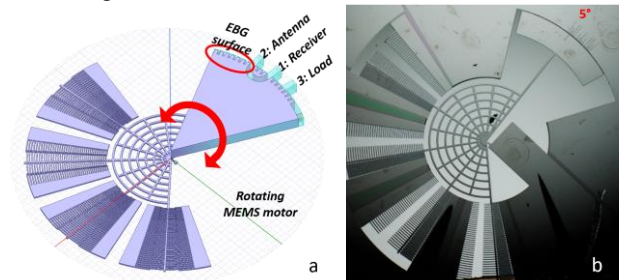 EBG
surface
2: Antenna
1: Receiver
3: Load
Rotating
MEMS motor
a
5°
b